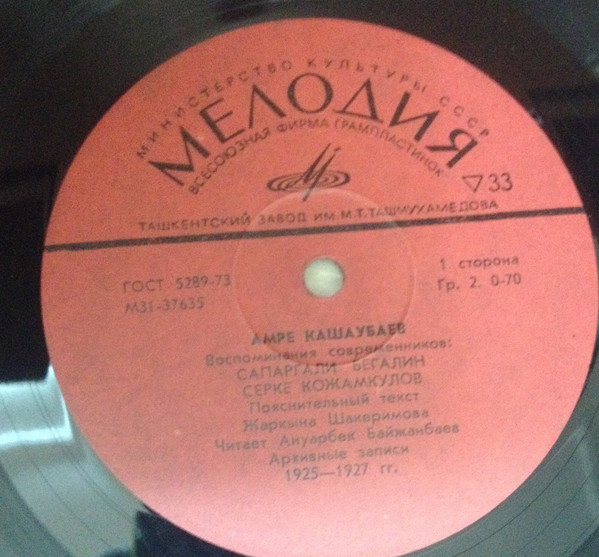 МИНИСТЕРСТВО КУЛЬТУРЫ СССР
МЕЛОДИЯ
ВСЕСОЮЗНАЯ ФИРМА ГРАМПЛАСТИНОК
▽33
ТАШКЕНТСКИЙ ЗАВОД ИМ. М.Т.ТАШМУХАМЕДОВА
ГОСТ 5289-73
М31-37635
1 сторона
Гр. 2. 0-70
АМРЕ КАШАУБАЕВ
Воспоминания современников:
САПАРГАЛИ БЕГАЛИН
СЕРКЕ КОЖАМКУЛОВ
Пояснительный текст
Жаркына Шакеримова
Читает Ануарбек Байжанбаев
Архивные записи
1925—1927 гг.